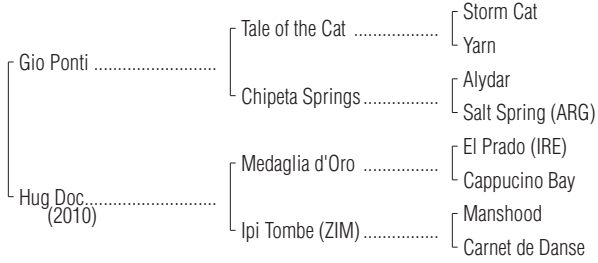 Storm Cat
Tale of the Cat ..................
Yarn
Gio Ponti ..........................
Alydar
Chipeta Springs................
Salt Spring (ARG)
El Prado (IRE)
Medaglia d'Oro ................
Cappucino Bay
Hug Doc............................
(2010)
Manshood
Ipi Tombe (ZIM)................
Carnet de Danse